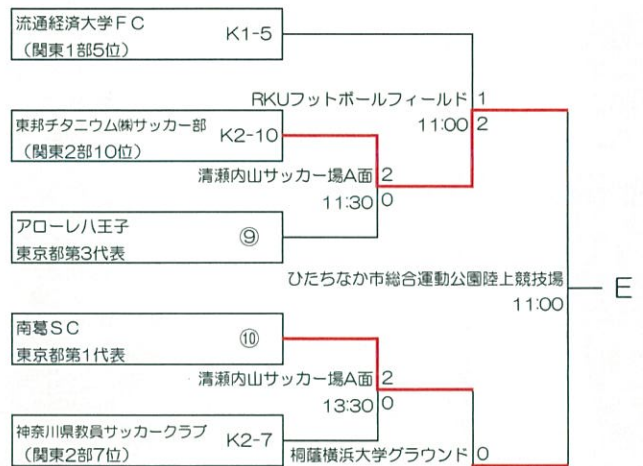 流通経済大学FC
(関東1部5位)
K1-5
RKUフットボールフィールド 1
11:00 2
東邦チタニウム㈱サッカー部
(関東2部10位)
K2-10
清瀬内山サッカー場A面 2
11:30 0
アローレ八王子
東京都第3代表
⑨
ひたちなか市総合運動公園陸上競技場
11:00
E
南葛SC
東京都第1代表
⑩
清瀬内山サッカー場A面 2
13:30 0
神奈川県教員サッカークラブ
(関東2部7位)
K2-7
桐蔭横浜大学グラウンド 0